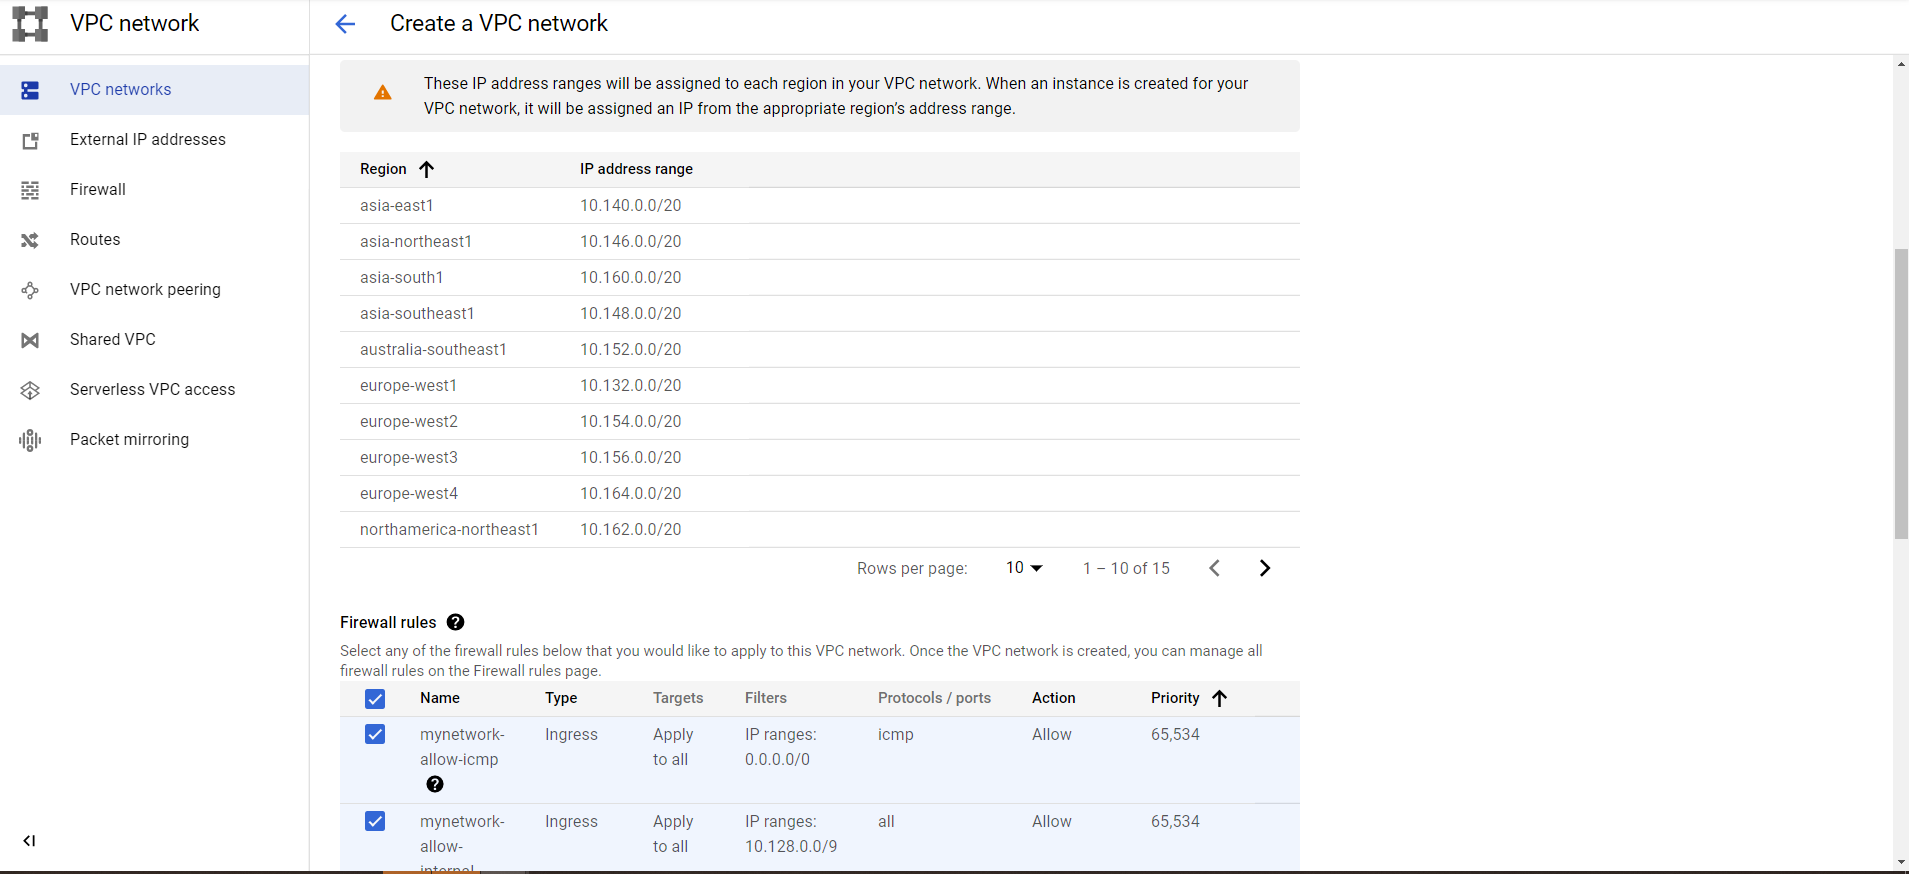 VPC network
Create a VPC network
VPC networks
External IP addresses
Firewall
Routes
VPC network peering
Shared VPC
Serverless VPC access
Packet mirroring
These IP address ranges will be assigned to each region in your VPC network. When an instance is created for your
VPC network, it will be assigned an IP from the appropriate region’s address range.
Region IP address range
asia-east1 10.140.0.0/20
asia-northeast1 10.146.0.0/20
asia-south1 10.160.0.0/20
asia-southeast1 10.148.0.0/20
australia-southeast1 10.152.0.0/20
europe-west1 10.132.0.0/20
europe-west2 10.154.0.0/20
europe-west3 10.156.0.0/20
europe-west4 10.164.0.0/20
northamerica-northeast1 10.162.0.0/20
Rows per page: 10 1 – 10 of 15
Firewall rules
Select any of the firewall rules below that you would like to apply to this VPC network. Once the VPC network is created, you can manage all
firewall rules on the Firewall rules page.
Name Type Targets Filters Protocols / ports Action Priority
mynetwork- Ingress Apply IP ranges: icmp Allow 65,534
allow-icmp to all 0.0.0.0/0
mynetwork- Ingress Apply IP ranges: all Allow 65,534
allow- to all 10.128.0.0/9
internal